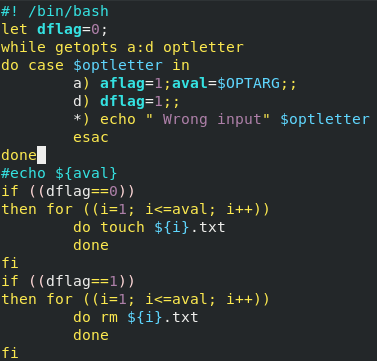 #! /bin/bash
let dflag=0;
while getopts a:d optletter
do case $optletter in
        a) aflag=1;aval=$OPTARG;;
        d) dflag=1;;
        *) echo " Wrong input" $optletter
        esac
done
#echo ${aval}
if ((dflag==0))
then for ((i=1; i<=aval; i++))
        do touch ${i}.txt
        done
fi
if ((dflag==1))
then for ((i=1; i<=aval; i++))
        do rm ${i}.txt
        done
fi